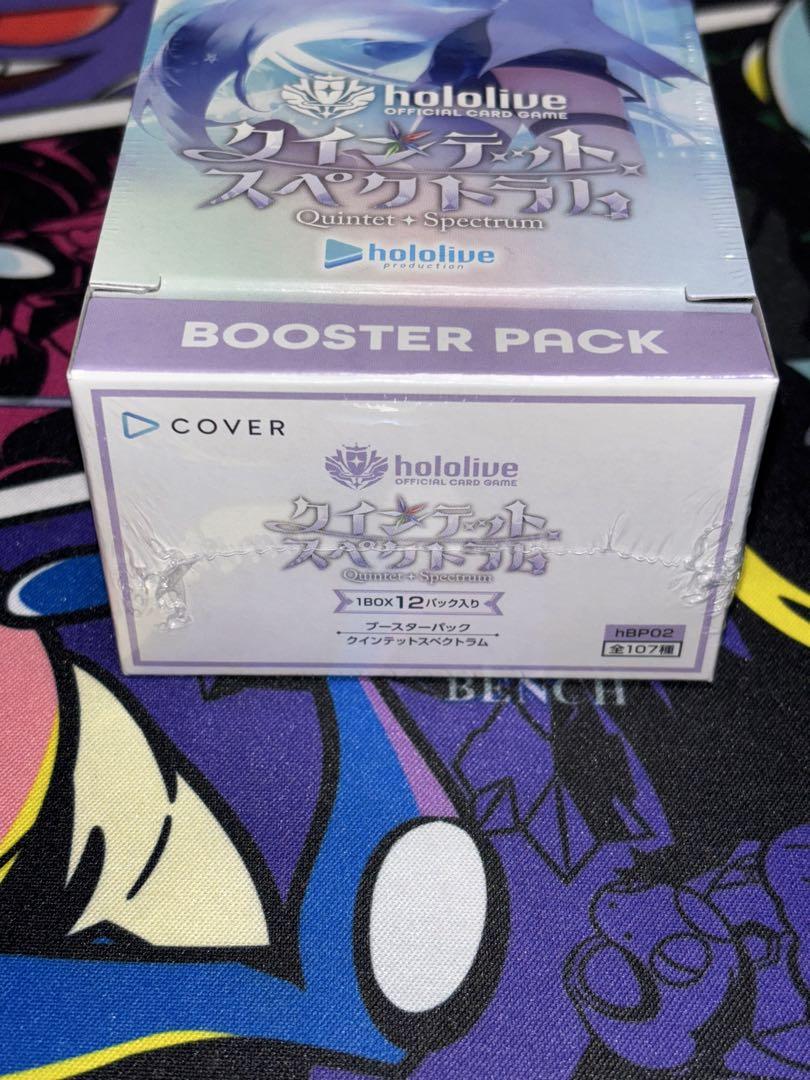 hololive
OFFICIAL CARD GAME
クインテット
スペクトラム
Quintet Spectrum
hololive
production
BOOSTER PACK
COVER
hololive
OFFICIAL CARD GAME
クインテット
スペクトラム
Quintet Spectrum
1BOX12パック入り
ブースターパック
クインテットスペクトラム
hBP02
全107種
BENCH